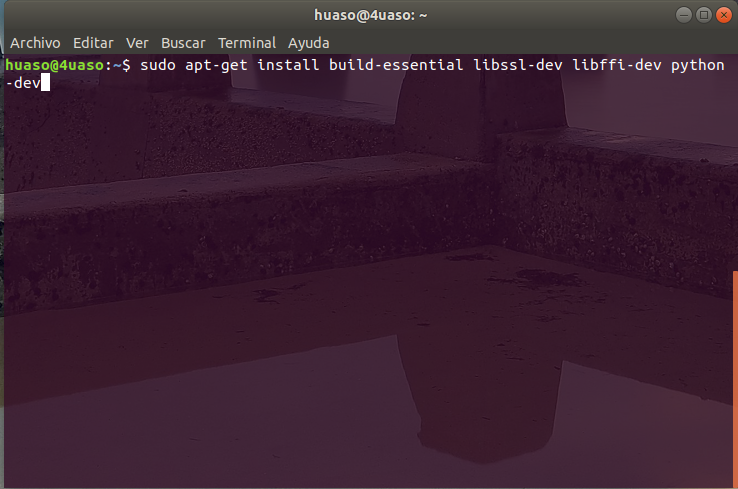 huaso@4uaso: ~
Archivo Editar Ver Buscar Terminal Ayuda
huaso@4uaso:~$ sudo apt-get install build-essential libssl-dev libffi-dev python
-dev